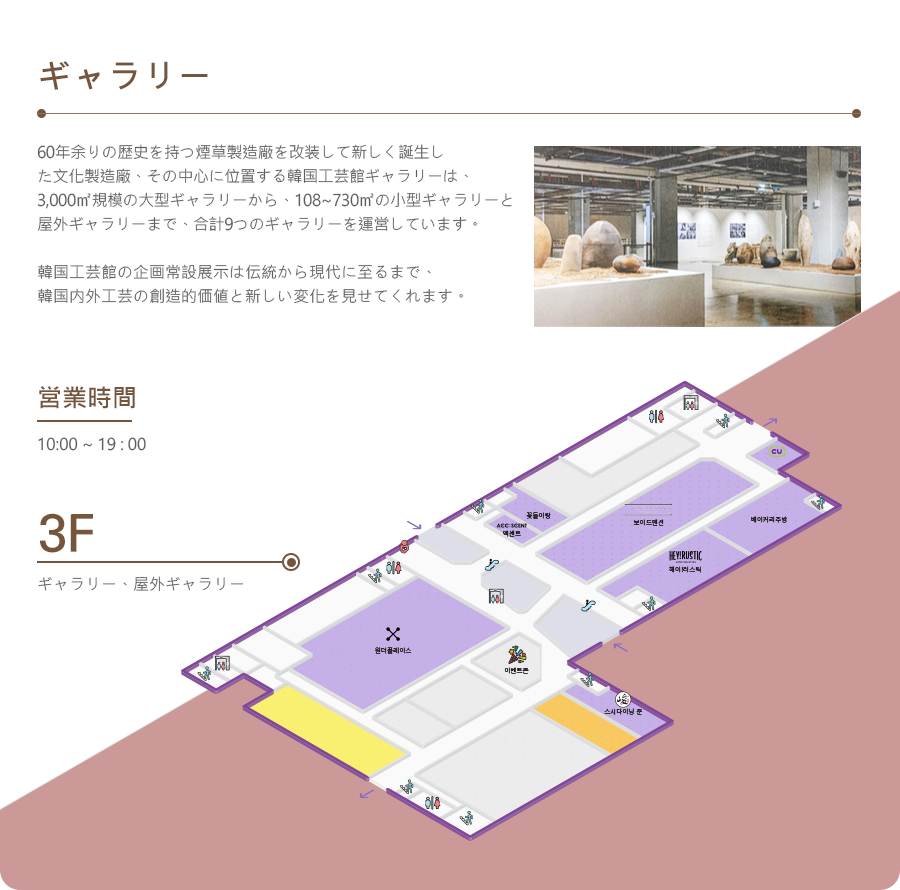 ギャラリー
60年余りの歴史を持つ煙草製造廠を改装して新しく誕生し
た文化製造廠、その中心に位置する韓国工芸館ギャラリーは、
3,000㎡規模の大型ギャラリーから、108~730㎡の小型ギャラリーと
屋外ギャラリーまで、合計9つのギャラリーを運営しています。
韓国工芸館の企画常設展示は伝統から現代に至るまで、
韓国内外工芸の創造的価値と新しい変化を見せてくれます。
営業時間
10:00 ~ 19 : 00
3F
ギャラリー、屋外ギャラリー
CU
꽃들이랑
ACC:SCENT
액센트
보이드맨션
베이커리주방
HEYIRUSTIC
헤이!러스틱
원더플레이스
이벤트존
스시다이닝 쿤